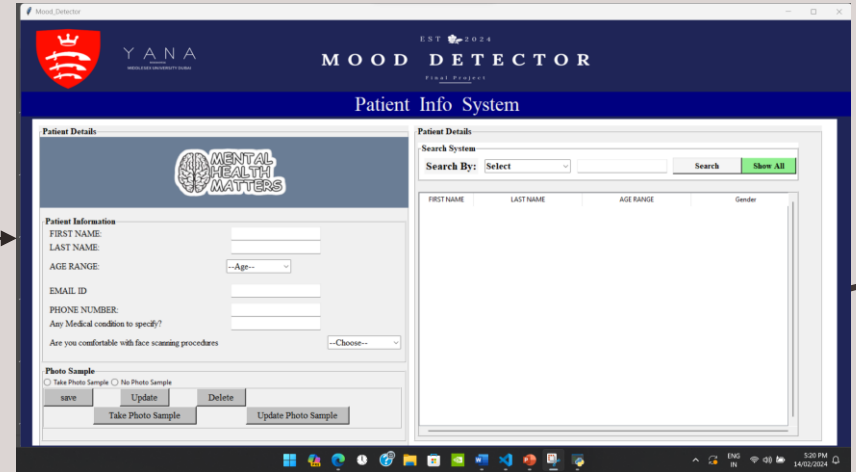 Mood_Detector
YANA
MIDDLESEX UNIVERSITY DUBAI
EST 2024
MOOD DETECTOR
Final Project
Patient Info System
Patient Details
MENTAL
HEALTH
MATTERS
Patient Information
FIRST NAME:
LAST NAME:
AGE RANGE:
--Age--
EMAIL ID
PHONE NUMBER:
Any Medical condition to specify?
Are you comfortable with face scanning procedures
--Choose--
Photo Sample
Take Photo Sample
No Photo Sample
save
Update
Delete
Take Photo Sample
Update Photo Sample
Patient Details
Search System
Search By:
Select
Search
Show All
FIRST NAME
LAST NAME
AGE RANGE
Gender
ENG
IN
5:20 PM
14/02/2024